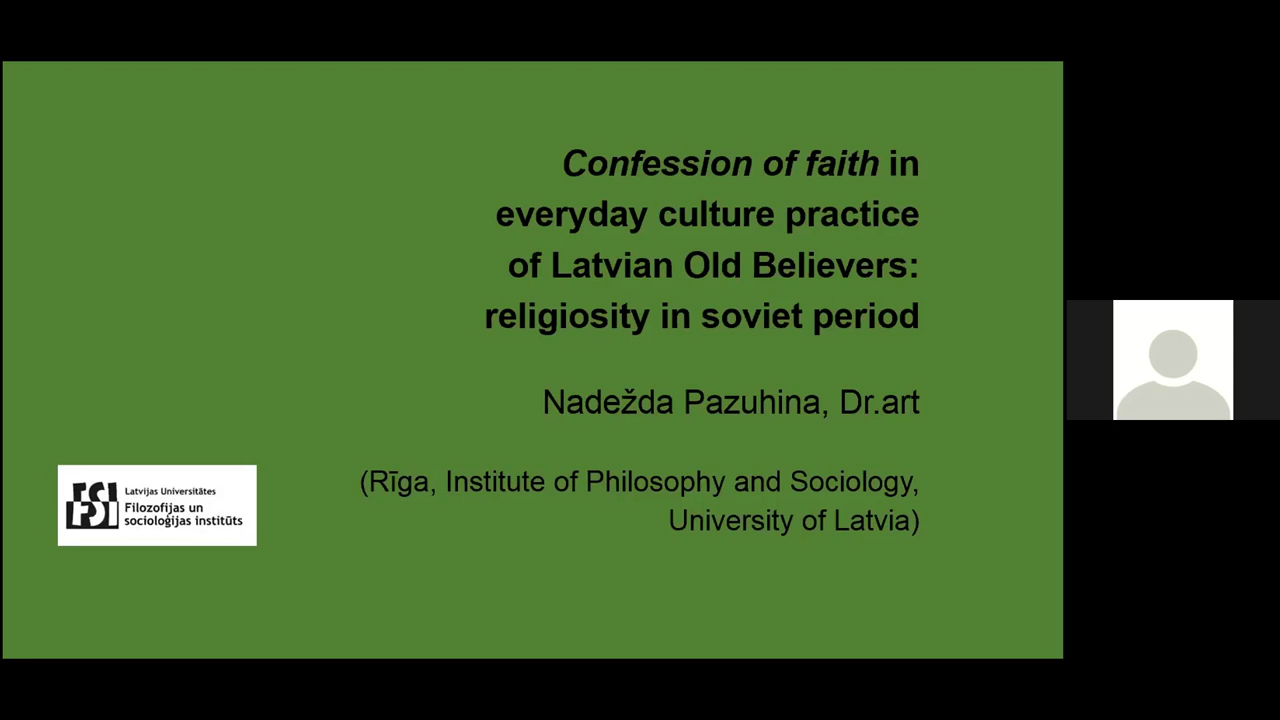 Confession of faith in
everyday culture practice
of Latvian Old Believers:
religiosity in soviet period
Nadežda Pazuhina, Dr.art
(Rīga, Institute of Philosophy and Sociology,
University of Latvia)
FSI
Latvijas Universitātes
Filozofijas un
socioloģijas institūts